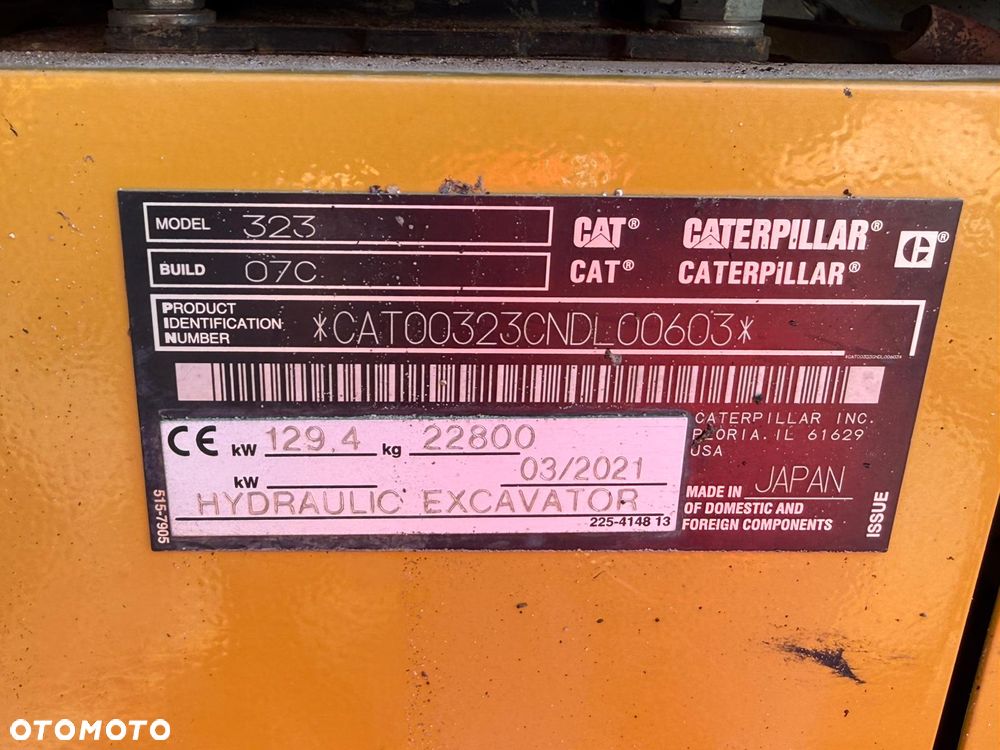 MODEL 323
BUILD 07C
CAT® CATERPILLAR® C®
CAT® CATERPILLAR®
PRODUCT
IDENTIFICATION
NUMBER
*CAT00323CNDL00603*
*CAT00323CNDL00603*
CE kW 129,4 kg 22800
kW 03/2021
HYDRAULIC EXCAVATOR
225-4148 13
515-7905
CATERPILLAR INC.
PEORIA. IL 61629
USA
MADE IN JAPAN
OF DOMESTIC AND
FOREIGN COMPONENTS
ISSUE
OTOMOTO